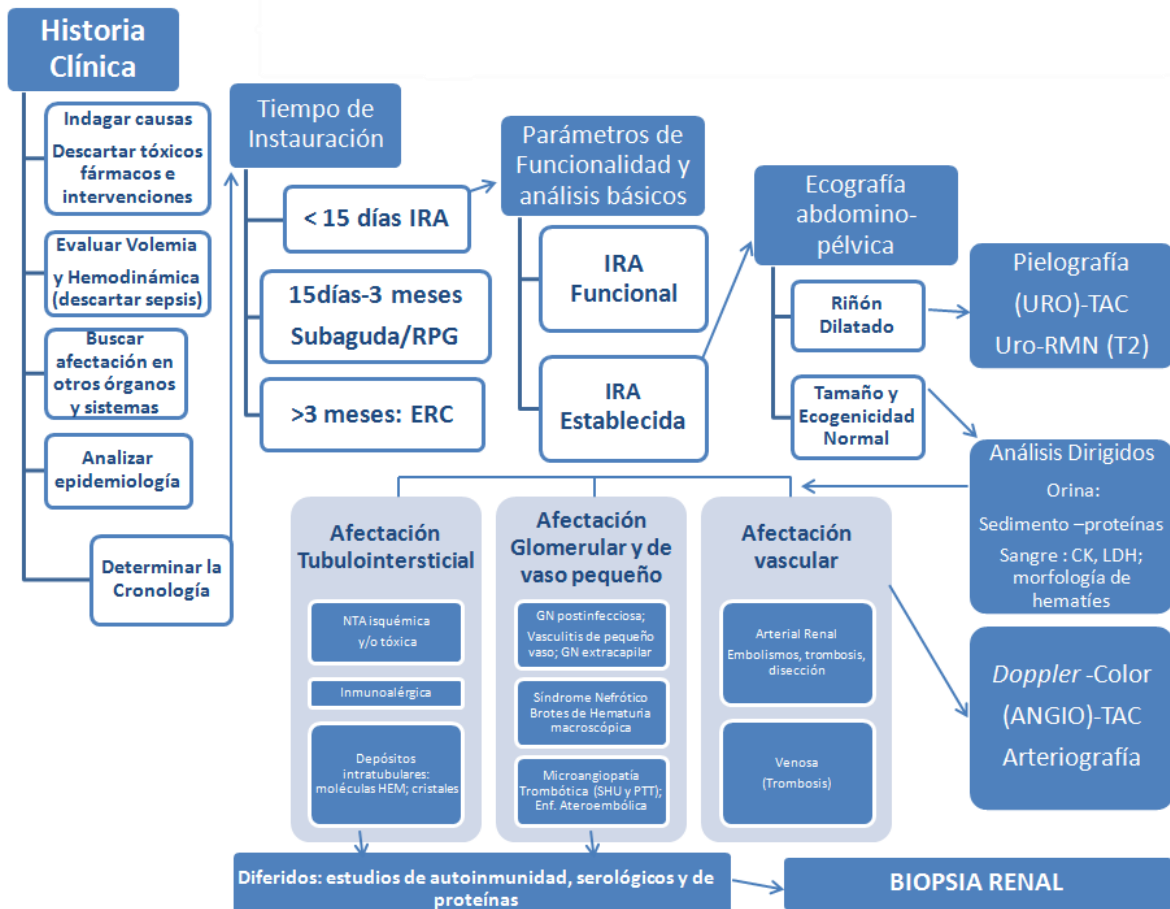 Historia
Clínica
Indagar causas
Descartar tóxicos
fármacos e
intervenciones
Evaluar Volemia
y Hemodinámica
(descartar sepsis)
Buscar
afectación en
otros órganos
y sistemas
Analizar
epidemiología
Determinar la
Cronología
Tiempo de
Instauración
< 15 días IRA
15días-3 meses
Subaguda/RPG
>3 meses: ERC
Parámetros de
Funcionalidad y
análisis básicos
IRA
Funcional
IRA
Establecida
Ecografía
abdomino-
pélvica
Riñón
Dilatado
Tamaño y
Ecogenicidad
Normal
Pielografía
(URO)-TAC
Uro-RMN (T2)
Análisis Dirigidos
Orina:
Sedimento –proteínas
Sangre : CK, LDH;
morfología de
hematíes
Afectación
Tubulointersticial
NTA isquémica
y/o tóxica
Inmunoalérgica
Depósitos
intratubulares:
moléculas HEM; cristales
Afectación
Glomerular y de
vaso pequeño
GN postinfecciosa;
Vasculitis de pequeño
vaso; GN extracapilar
Síndrome Nefrótico
Brotes de Hematuria
macroscópica
Microangiopatía
Trombótica (SHU y PTT);
Enf. Ateroembólica
Afectación
vascular
Arterial Renal
Embolismos, trombosis,
disección
Venosa
(Trombosis)
Doppler -Color
(ANGIO)-TAC
Arteriografía
Diferidos: estudios de autoinmunidad, serológicos y de
proteínas
BIOPSIA RENAL